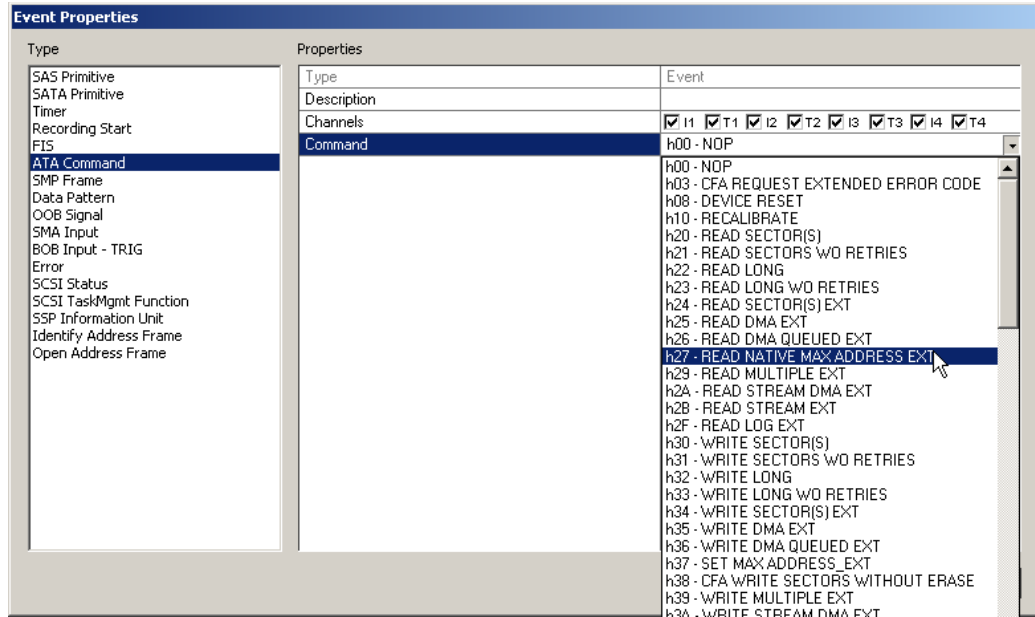 Event Properties
Type
SAS Primitive
SATA Primitive
Timer
Recording Start
FIS
ATA Command
SMP Frame
Data Pattern
OOB Signal
SMA Input
BOB Input - TRIG
Error
SCSI Status
SCSI TaskMgmt Function
SSP Information Unit
Identify Address Frame
Open Address Frame
Properties
Type Event
Description
Channels I1 T1 I2 T2 I3 T3 I4 T4
Command h00 - NOP
h00 - NOP
h03 - CFA REQUEST EXTENDED ERROR CODE
h08 - DEVICE RESET
h10 - RECALIBRATE
h20 - READ SECTOR(S)
h21 - READ SECTORS WO RETRIES
h22 - READ LONG
h23 - READ LONG WO RETRIES
h24 - READ SECTOR(S) EXT
h25 - READ DMA EXT
h26 - READ DMA QUEUED EXT
h27 - READ NATIVE MAX ADDRESS EXT
h29 - READ MULTIPLE EXT
h2A - READ STREAM DMA EXT
h2B - READ STREAM EXT
h2F - READ LOG EXT
h30 - WRITE SECTOR(S)
h31 - WRITE SECTORS WO RETRIES
h32 - WRITE LONG
h33 - WRITE LONG WO RETRIES
h34 - WRITE SECTOR(S) EXT
h35 - WRITE DMA EXT
h36 - WRITE DMA QUEUED EXT
h37 - SET MAX ADDRESS_EXT
h38 - CFA WRITE SECTORS WITHOUT ERASE
h39 - WRITE MULTIPLE EXT
h3A - WRITE STREAM DMA EXT